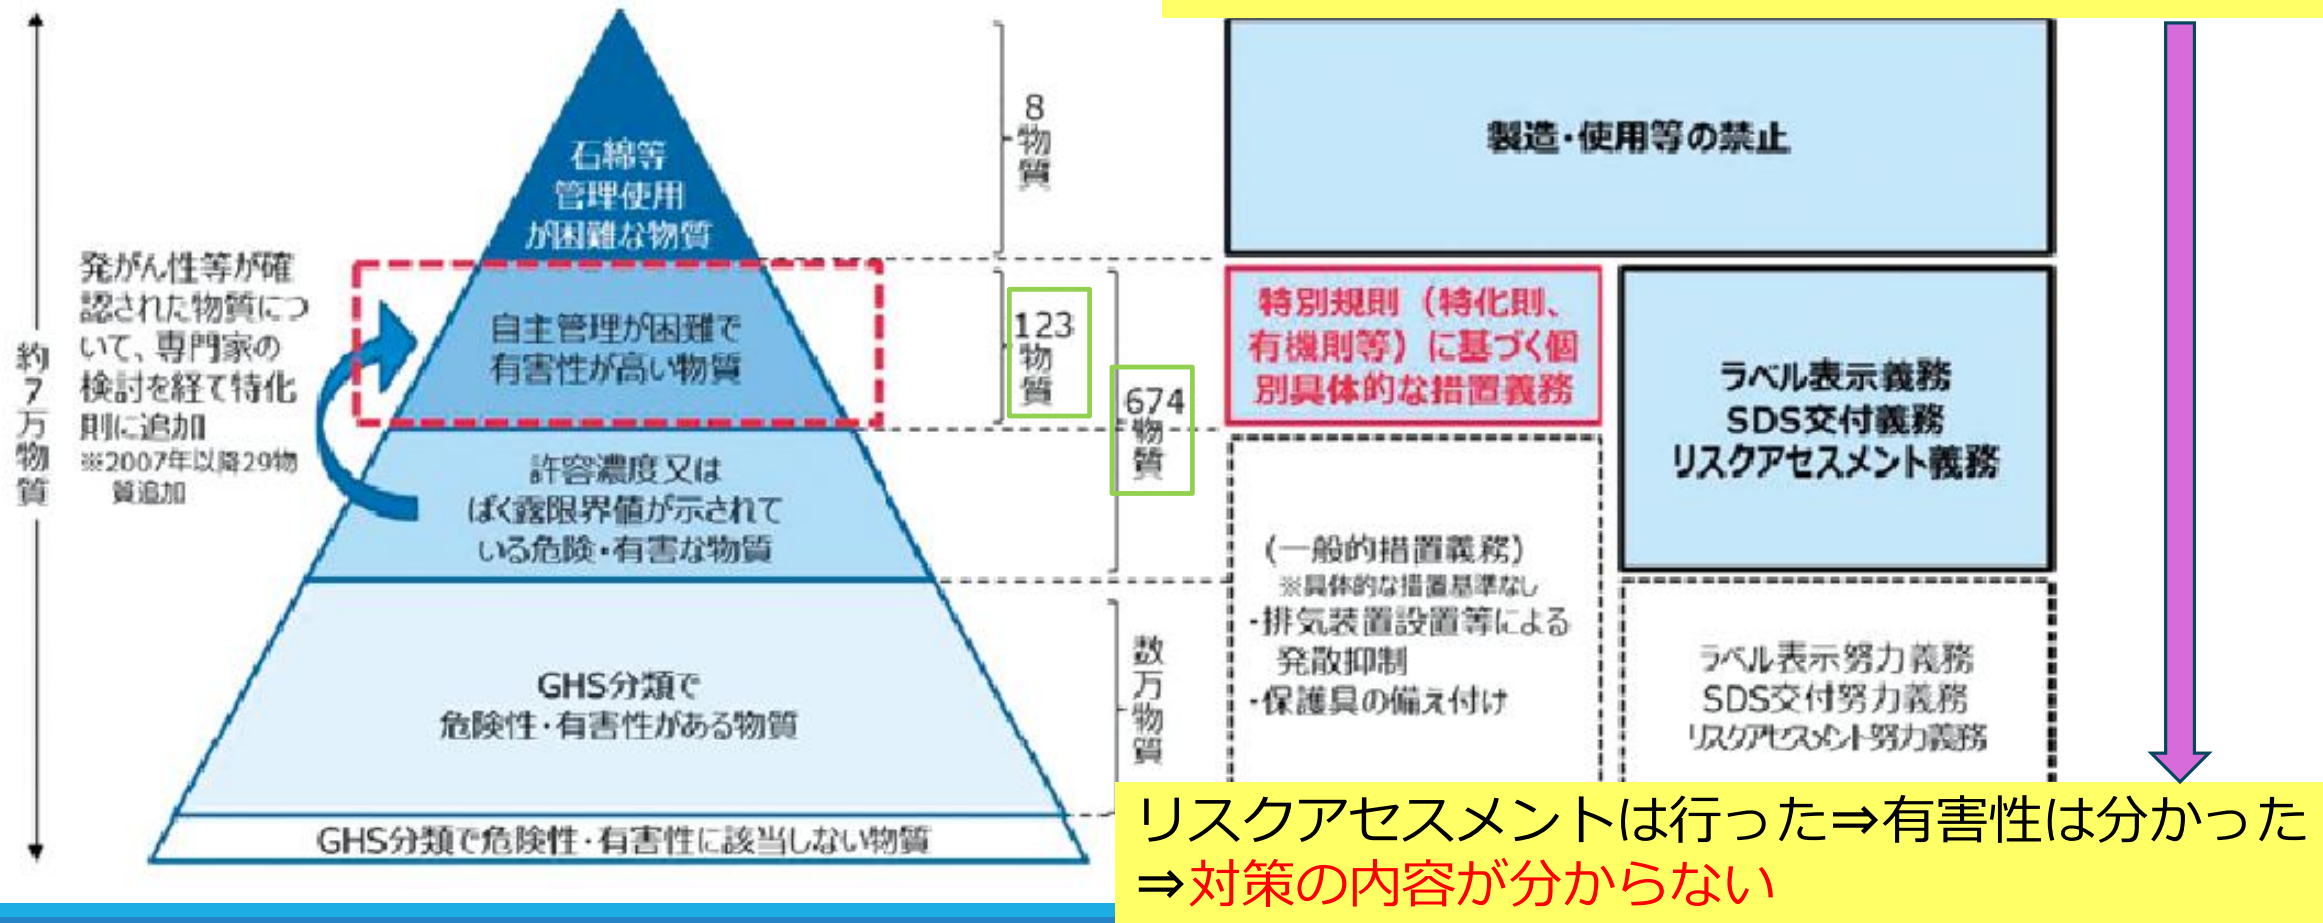 約7万物質
発がん性等が確
認された物質につ
いて、専門家の
検討を経て特化
則に追加
※2007年以降29物
質追加
石綿等
管理使用
が困難な物質
自主管理が困難で
有害性が高い物質
許容濃度又は
ばく露限界値が示されて
いる危険・有害な物質
GHS分類で
危険性・有害性がある物質
GHS分類で危険性・有害性に該当しない物質
8物質
123物質
674物質
数万物質
製造・使用等の禁止
特別規則（特化則、
有機則等）に基づく個
別具体的な措置義務
ラベル表示義務
SDS交付義務
リスクアセスメント義務
(一般的措置義務)
※具体的な措置基準なし
・排気装置設置等による
発散抑制
・保護具の備え付け
ラベル表示努力義務
SDS交付努力義務
リスクアセスメント努力義務
リスクアセスメントは行った⇒有害性は分かった
⇒対策の内容が分からない